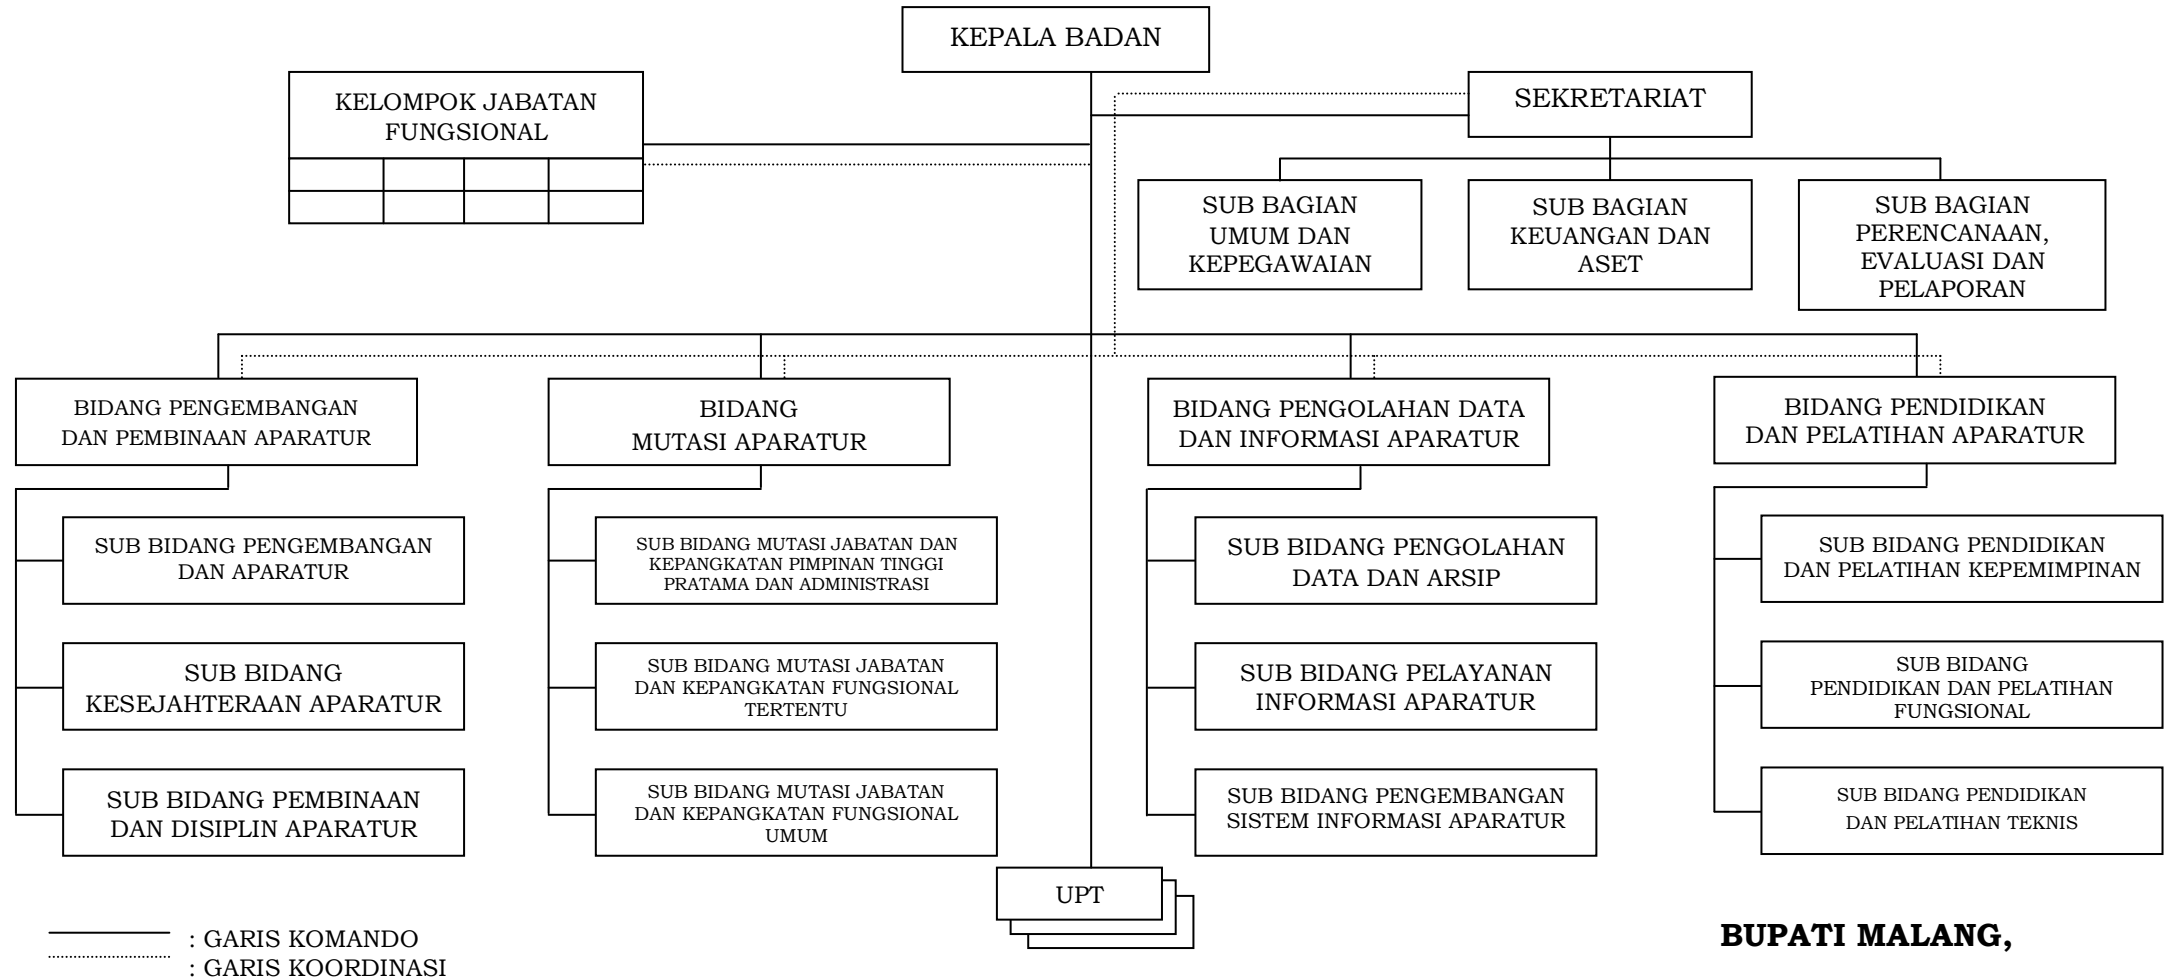 KEPALA BADAN
KELOMPOK JABATAN
FUNGSIONAL
SEKRETARIAT
SUB BAGIAN
UMUM DAN
KEPEGAWAIAN
SUB BAGIAN
KEUANGAN DAN
ASET
SUB BAGIAN
PERENCANAAN,
EVALUASI DAN
PELAPORAN
BIDANG PENGEMBANGAN
DAN PEMBINAAN APARATUR
BIDANG
MUTASI APARATUR
BIDANG PENGOLAHAN DATA
DAN INFORMASI APARATUR
BIDANG PENDIDIKAN
DAN PELATIHAN APARATUR
SUB BIDANG PENGEMBANGAN
DAN APARATUR
SUB BIDANG MUTASI JABATAN DAN
KEPANGKATAN PIMPINAN TINGGI
PRATAMA DAN ADMINISTRASI
SUB BIDANG PENGOLAHAN
DATA DAN ARSIP
SUB BIDANG PENDIDIKAN
DAN PELATIHAN KEPEMIMPINAN
SUB BIDANG
KESEJAHTERAAN APARATUR
SUB BIDANG MUTASI JABATAN
DAN KEPANGKATAN FUNGSIONAL
TERTENTU
SUB BIDANG PELAYANAN
INFORMASI APARATUR
SUB BIDANG
PENDIDIKAN DAN PELATIHAN
FUNGSIONAL
SUB BIDANG PEMBINAAN
DAN DISIPLIN APARATUR
SUB BIDANG MUTASI JABATAN
DAN KEPANGKATAN FUNGSIONAL
UMUM
SUB BIDANG PENGEMBANGAN
SISTEM INFORMASI APARATUR
SUB BIDANG PENDIDIKAN
DAN PELATIHAN TEKNIS
UPT
: GARIS KOMANDO
: GARIS KOORDINASI
BUPATI MALANG,